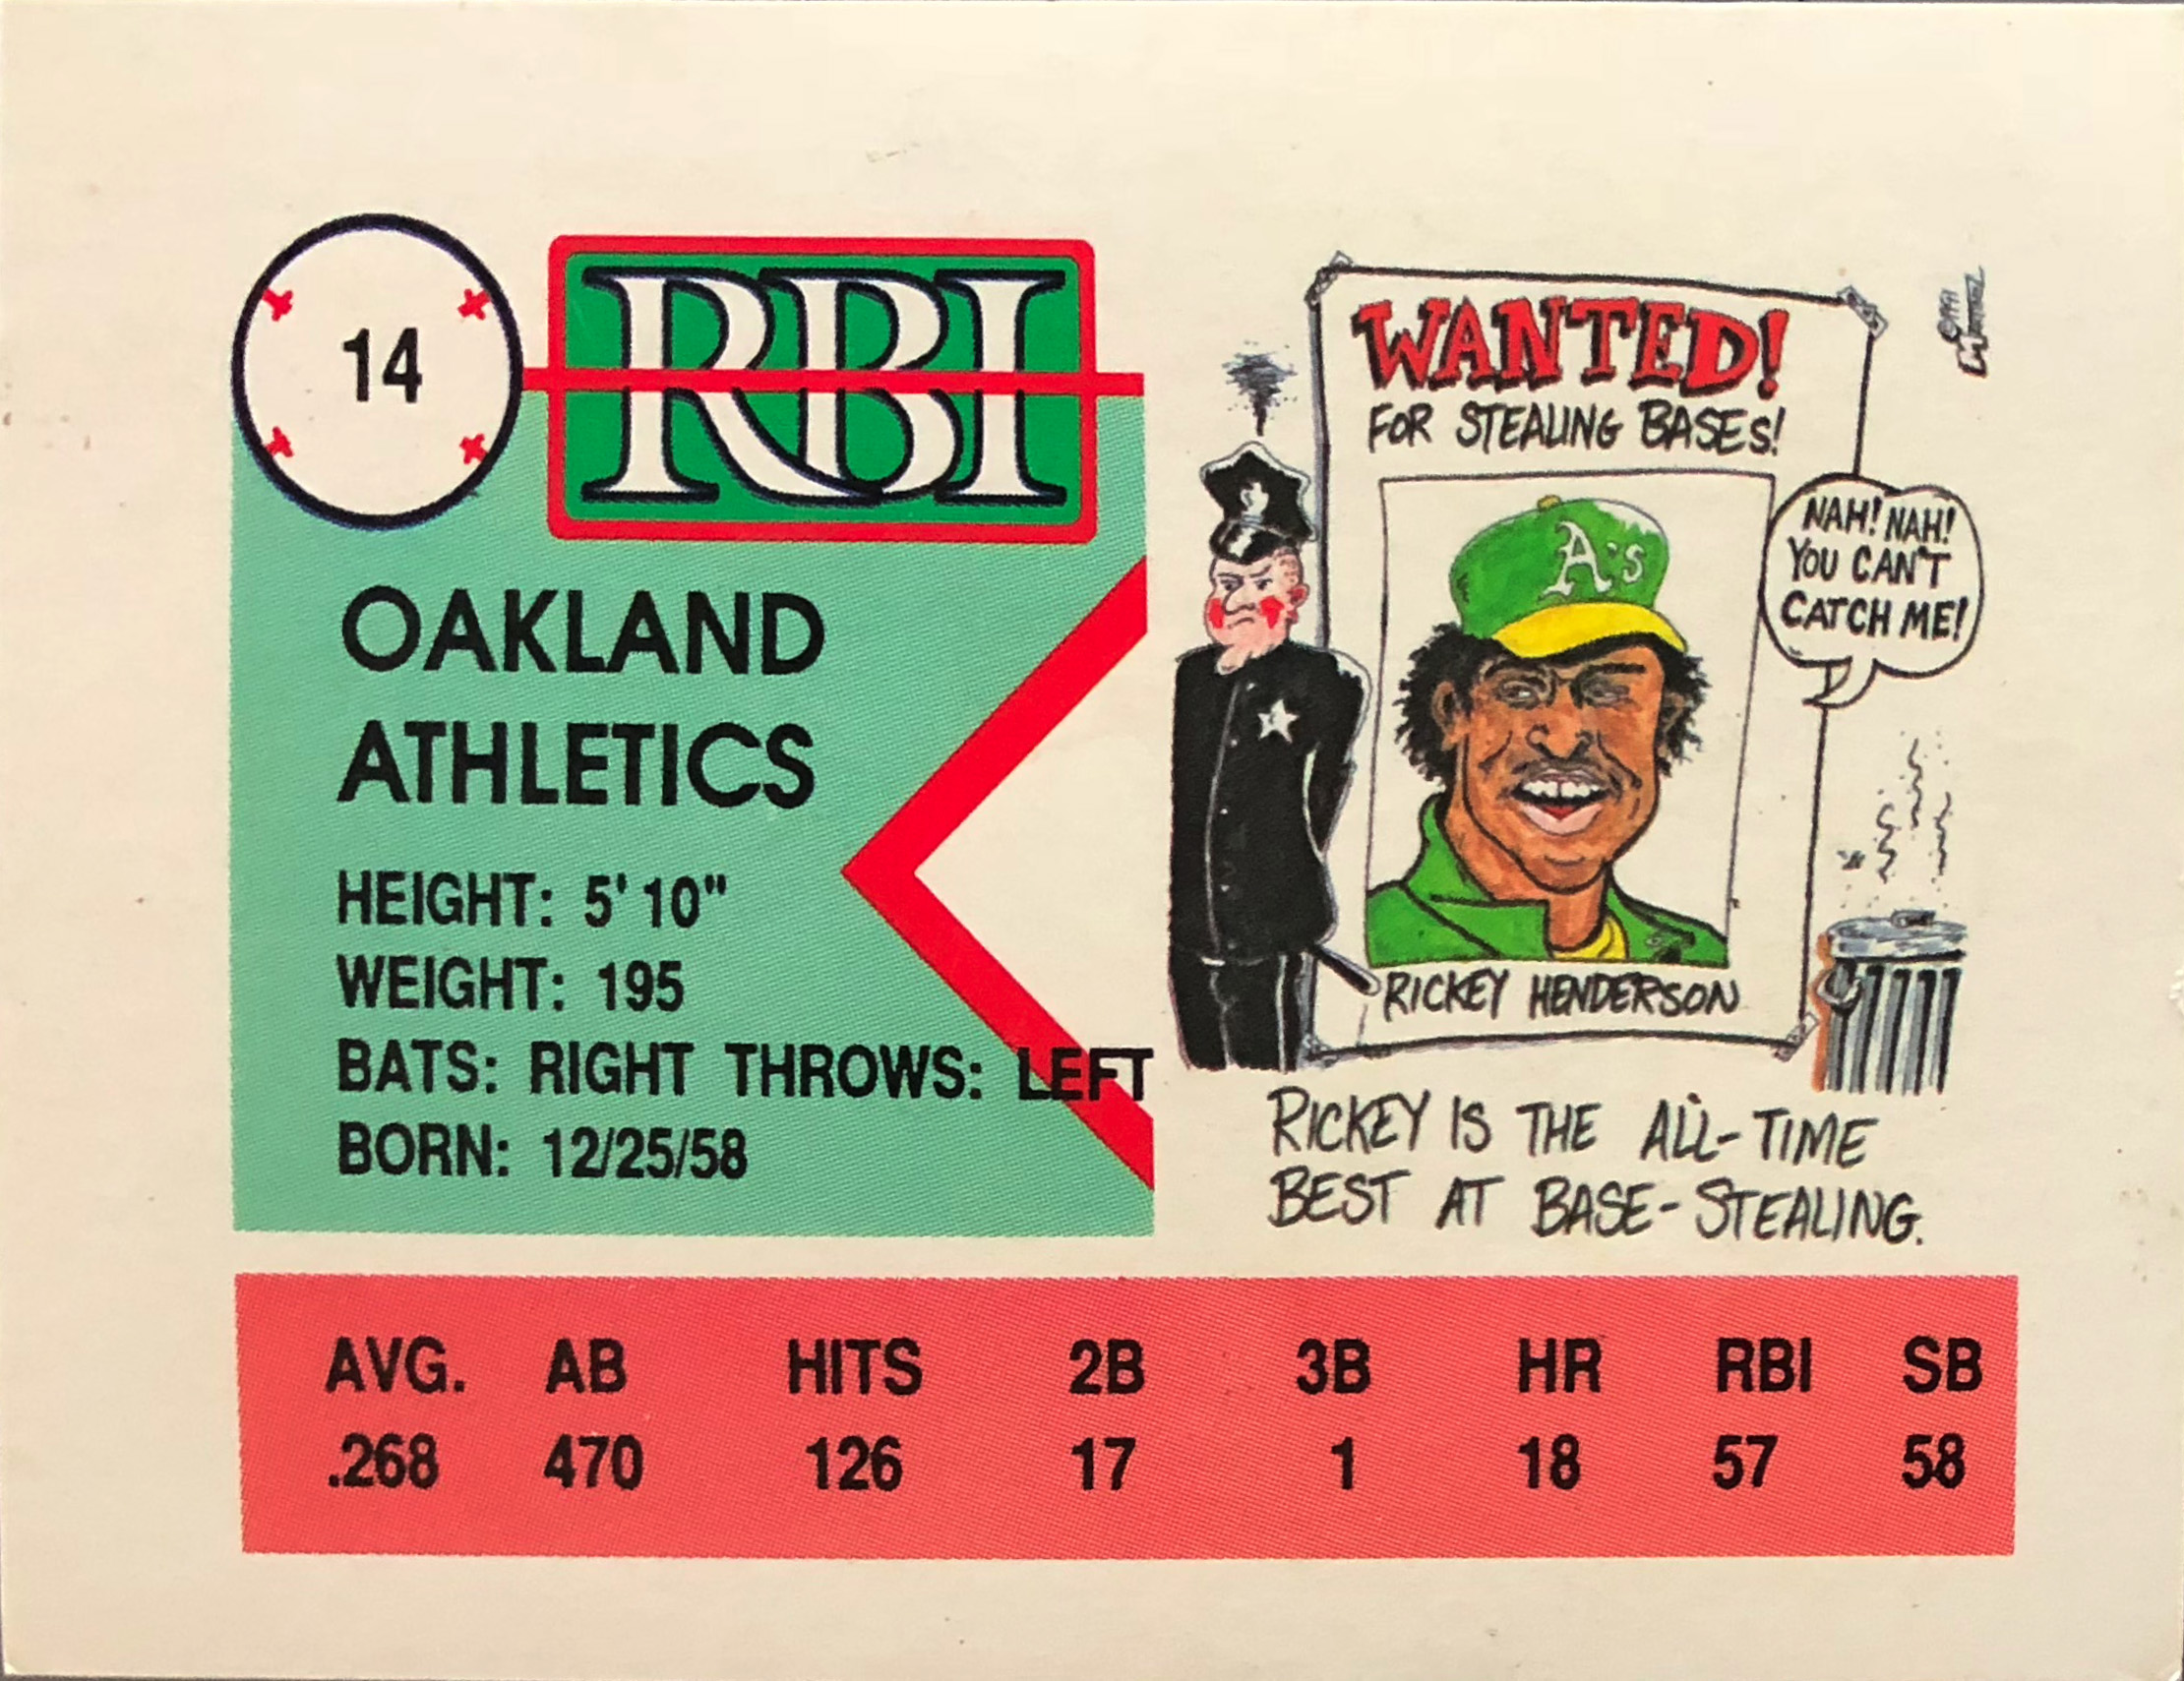 14
RBI
OAKLAND
ATHLETICS
HEIGHT: 5' 10"
WEIGHT: 195
BATS: RIGHT THROWS: LEFT
BORN: 12/25/58
WANTED!
FOR STEALING BASES!
A's
NAH! NAH!
YOU CAN'T
CATCH ME!
RICKEY HENDERSON
©1991
RICKEY IS THE ALL-TIME
BEST AT BASE-STEALING.
AVG. AB HITS 2B 3B HR RBI SB
.268 470 126 17 1 18 57 58